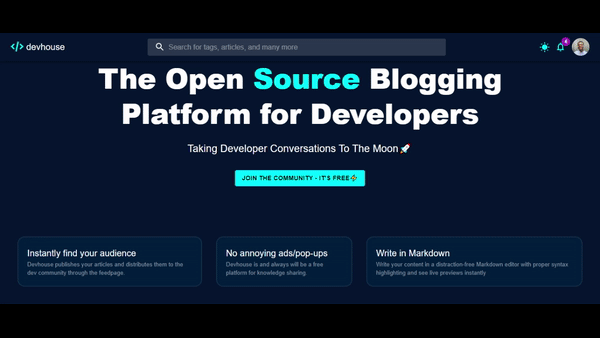 </> devhouse
Search for tags, articles, and many more
4
The Open Source Blogging
Platform for Developers
Taking Developer Conversations To The Moon🚀
JOIN THE COMMUNITY - IT'S FREE
Instantly find your audience
Devhouse publishes your articles and distributes them to the
dev community through the feedpage.
No annoying ads/pop-ups
Devhouse is and always will be a free
platform for knowledge sharing.
Write in Markdown
Write your content in a distraction-free Markdown editor with proper syntax
highlighting and see live previews instantly